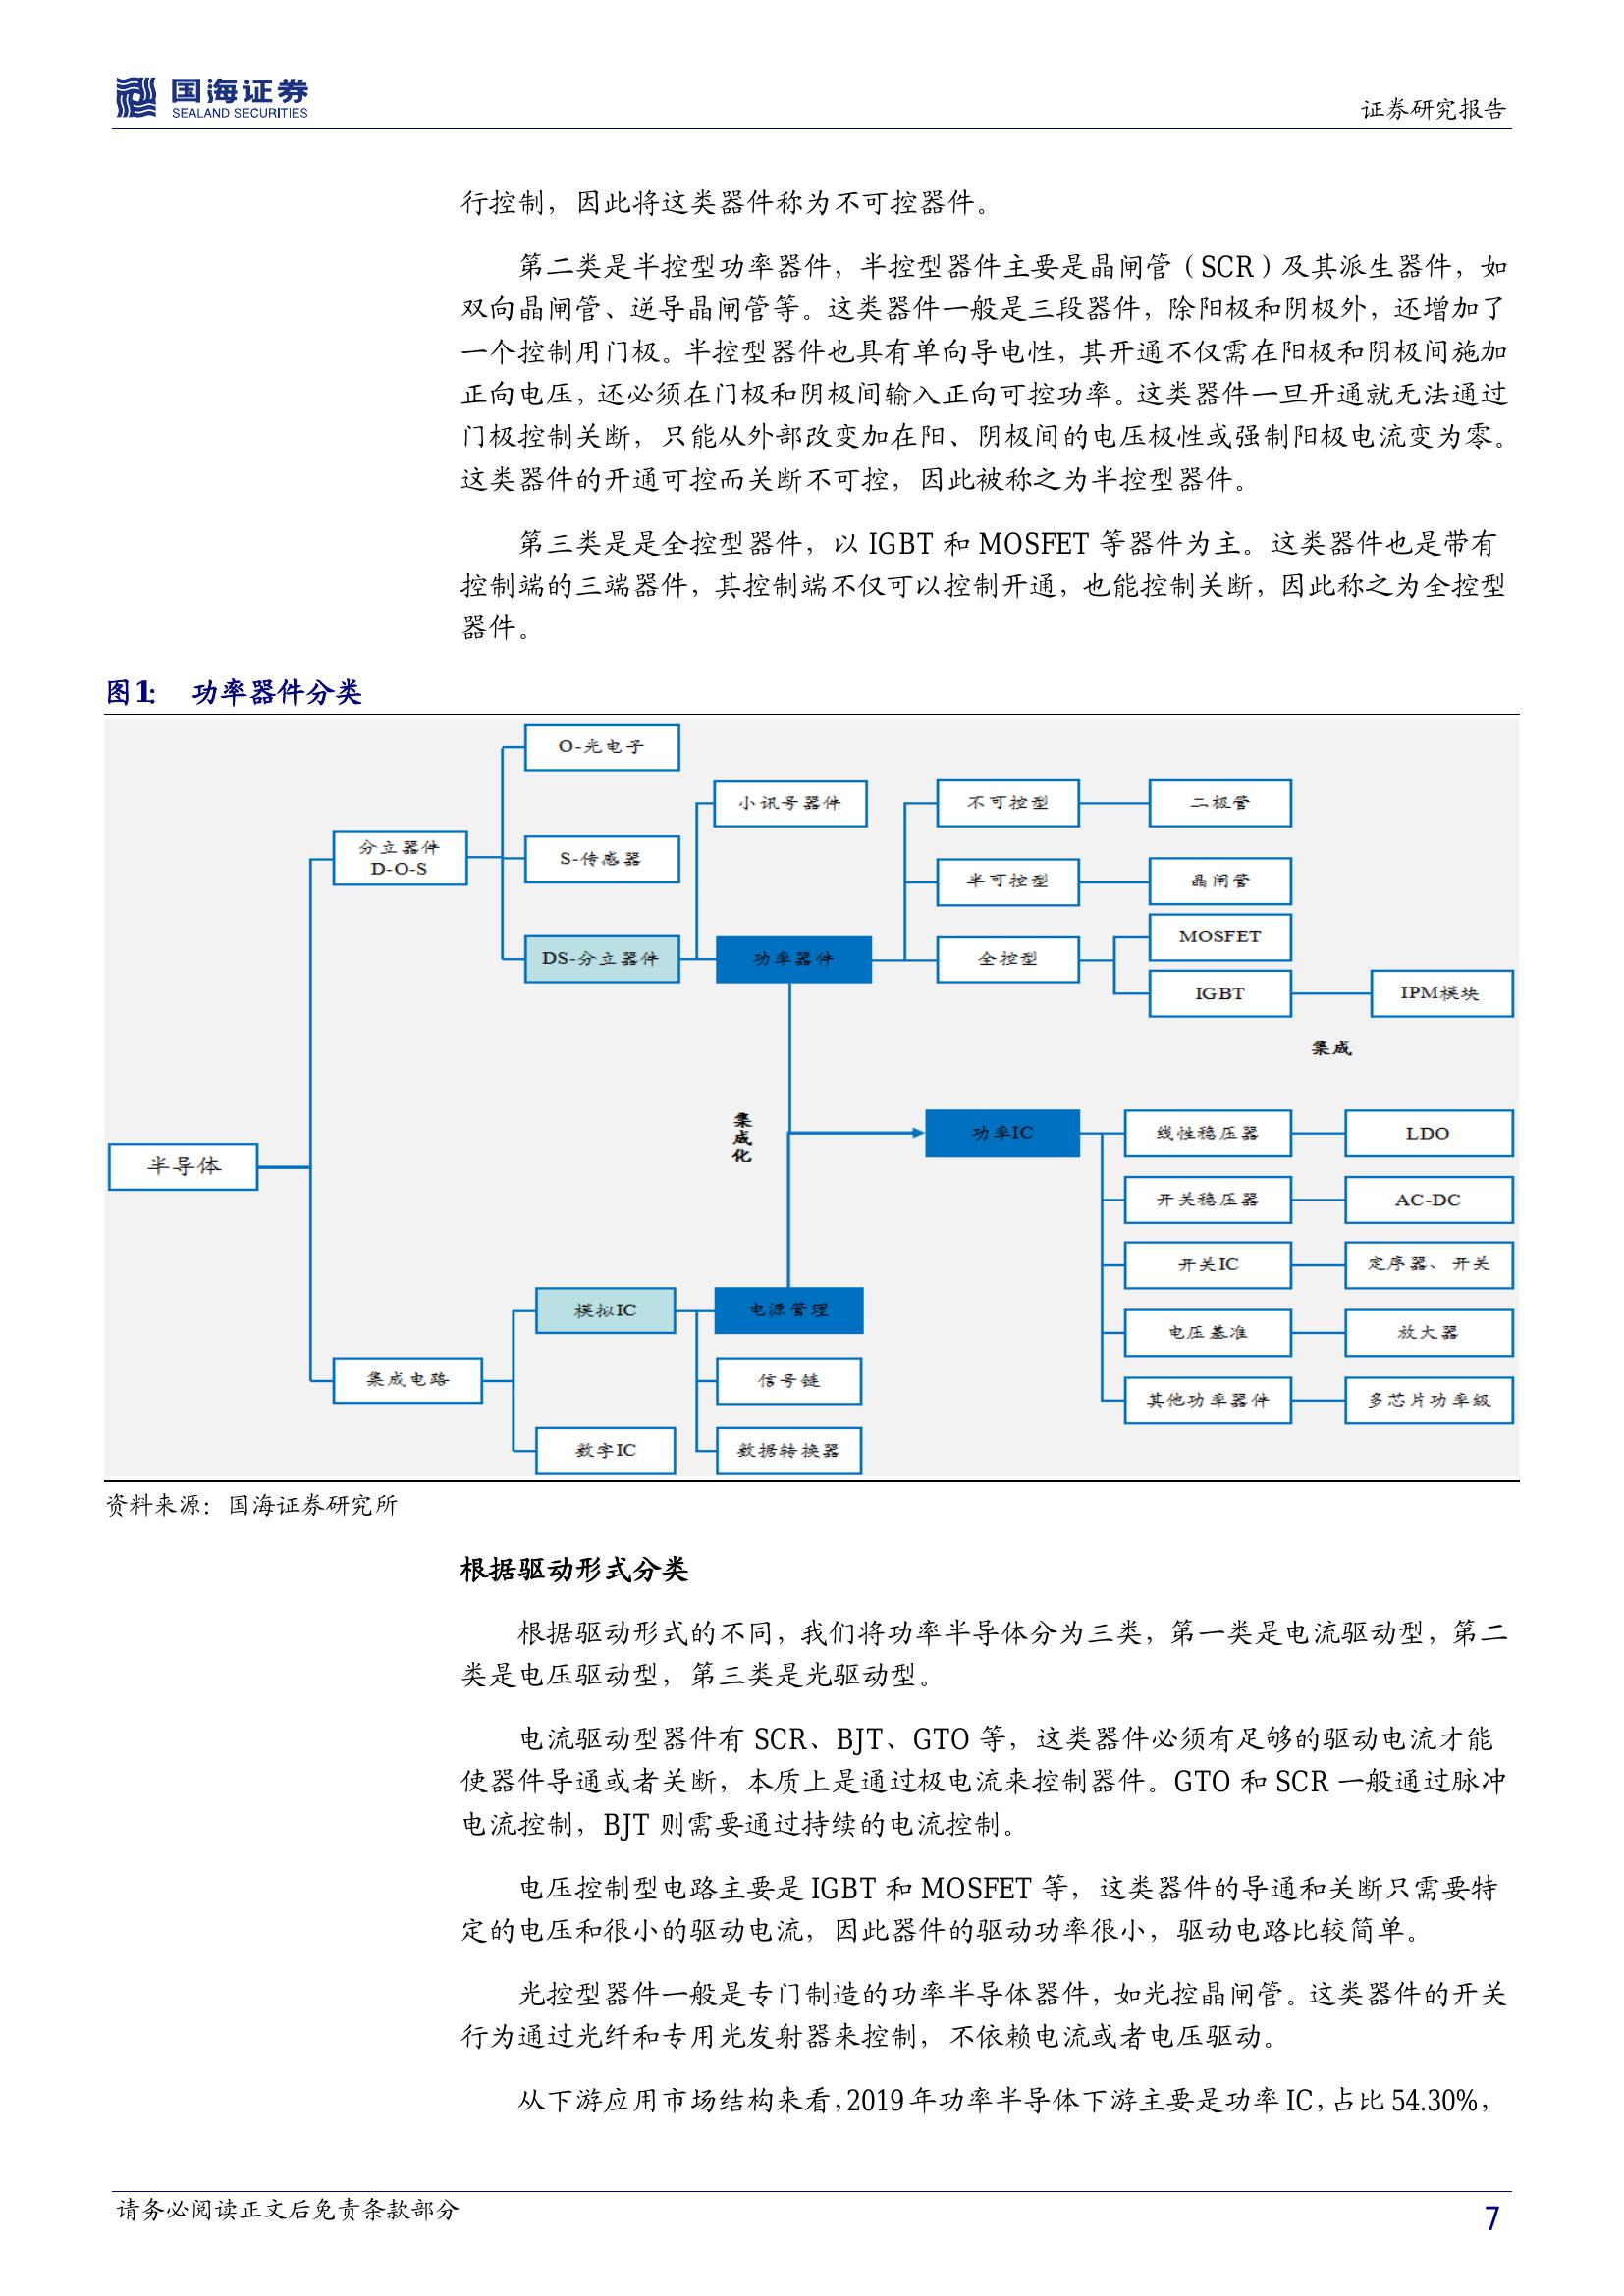 国海证券
SEALAND SECURITIES
证券研究报告
行控制，因此将这类器件称为不可控器件。
第二类是半控型功率器件，半控型器件主要是晶闸管（SCR）及其派生器件，如
双向晶闸管、逆导晶闸管等。这类器件一般是三段器件，除阳极和阴极外，还增加了
一个控制用门极。半控型器件也具有单向导电性，其开通不仅需在阳极和阴极间施加
正向电压，还必须在门极和阴极间输入正向可控功率。这类器件一旦开通就无法通过
门极控制关断，只能从外部改变加在阳、阴极间的电压极性或强制阳极电流变为零。
这类器件的开通可控而关断不可控，因此被称之为半控型器件。
第三类是是全控型器件，以 IGBT 和 MOSFET 等器件为主。这类器件也是带有
控制端的三端器件，其控制端不仅可以控制开通，也能控制关断，因此称之为全控型
器件。
图1： 功率器件分类
O-光电子
小讯号器件
不可控型
二极管
分立器件
D-O-S
S-传感器
半可控型
晶闸管
DS-分立器件
功率器件
全控型
MOSFET
IGBT
IPM模块
集成
集成化
功率IC
线性稳压器
LDO
半导体
开关稳压器
AC-DC
开关IC
定序器、开关
模拟IC
电源管理
电压基准
放大器
集成电路
信号链
其他功率器件
多芯片功率级
数字IC
数据转换器
资料来源：国海证券研究所
根据驱动形式分类
根据驱动形式的不同，我们将功率半导体分为三类，第一类是电流驱动型，第二
类是电压驱动型，第三类是光驱动型。
电流驱动型器件有 SCR、BJT、GTO 等，这类器件必须有足够的驱动电流才能
使器件导通或者关断，本质上是通过极电流来控制器件。GTO 和 SCR 一般通过脉冲
电流控制，BJT 则需要通过持续的电流控制。
电压控制型电路主要是 IGBT 和 MOSFET 等，这类器件的导通和关断只需要特
定的电压和很小的驱动电流，因此器件的驱动功率很小，驱动电路比较简单。
光控型器件一般是专门制造的功率半导体器件，如光控晶闸管。这类器件的开关
行为通过光纤和专用光发射器来控制，不依赖电流或者电压驱动。
从下游应用市场结构来看，2019 年功率半导体下游主要是功率 IC，占比 54.30%，
请务必阅读正文后免责条款部分
7